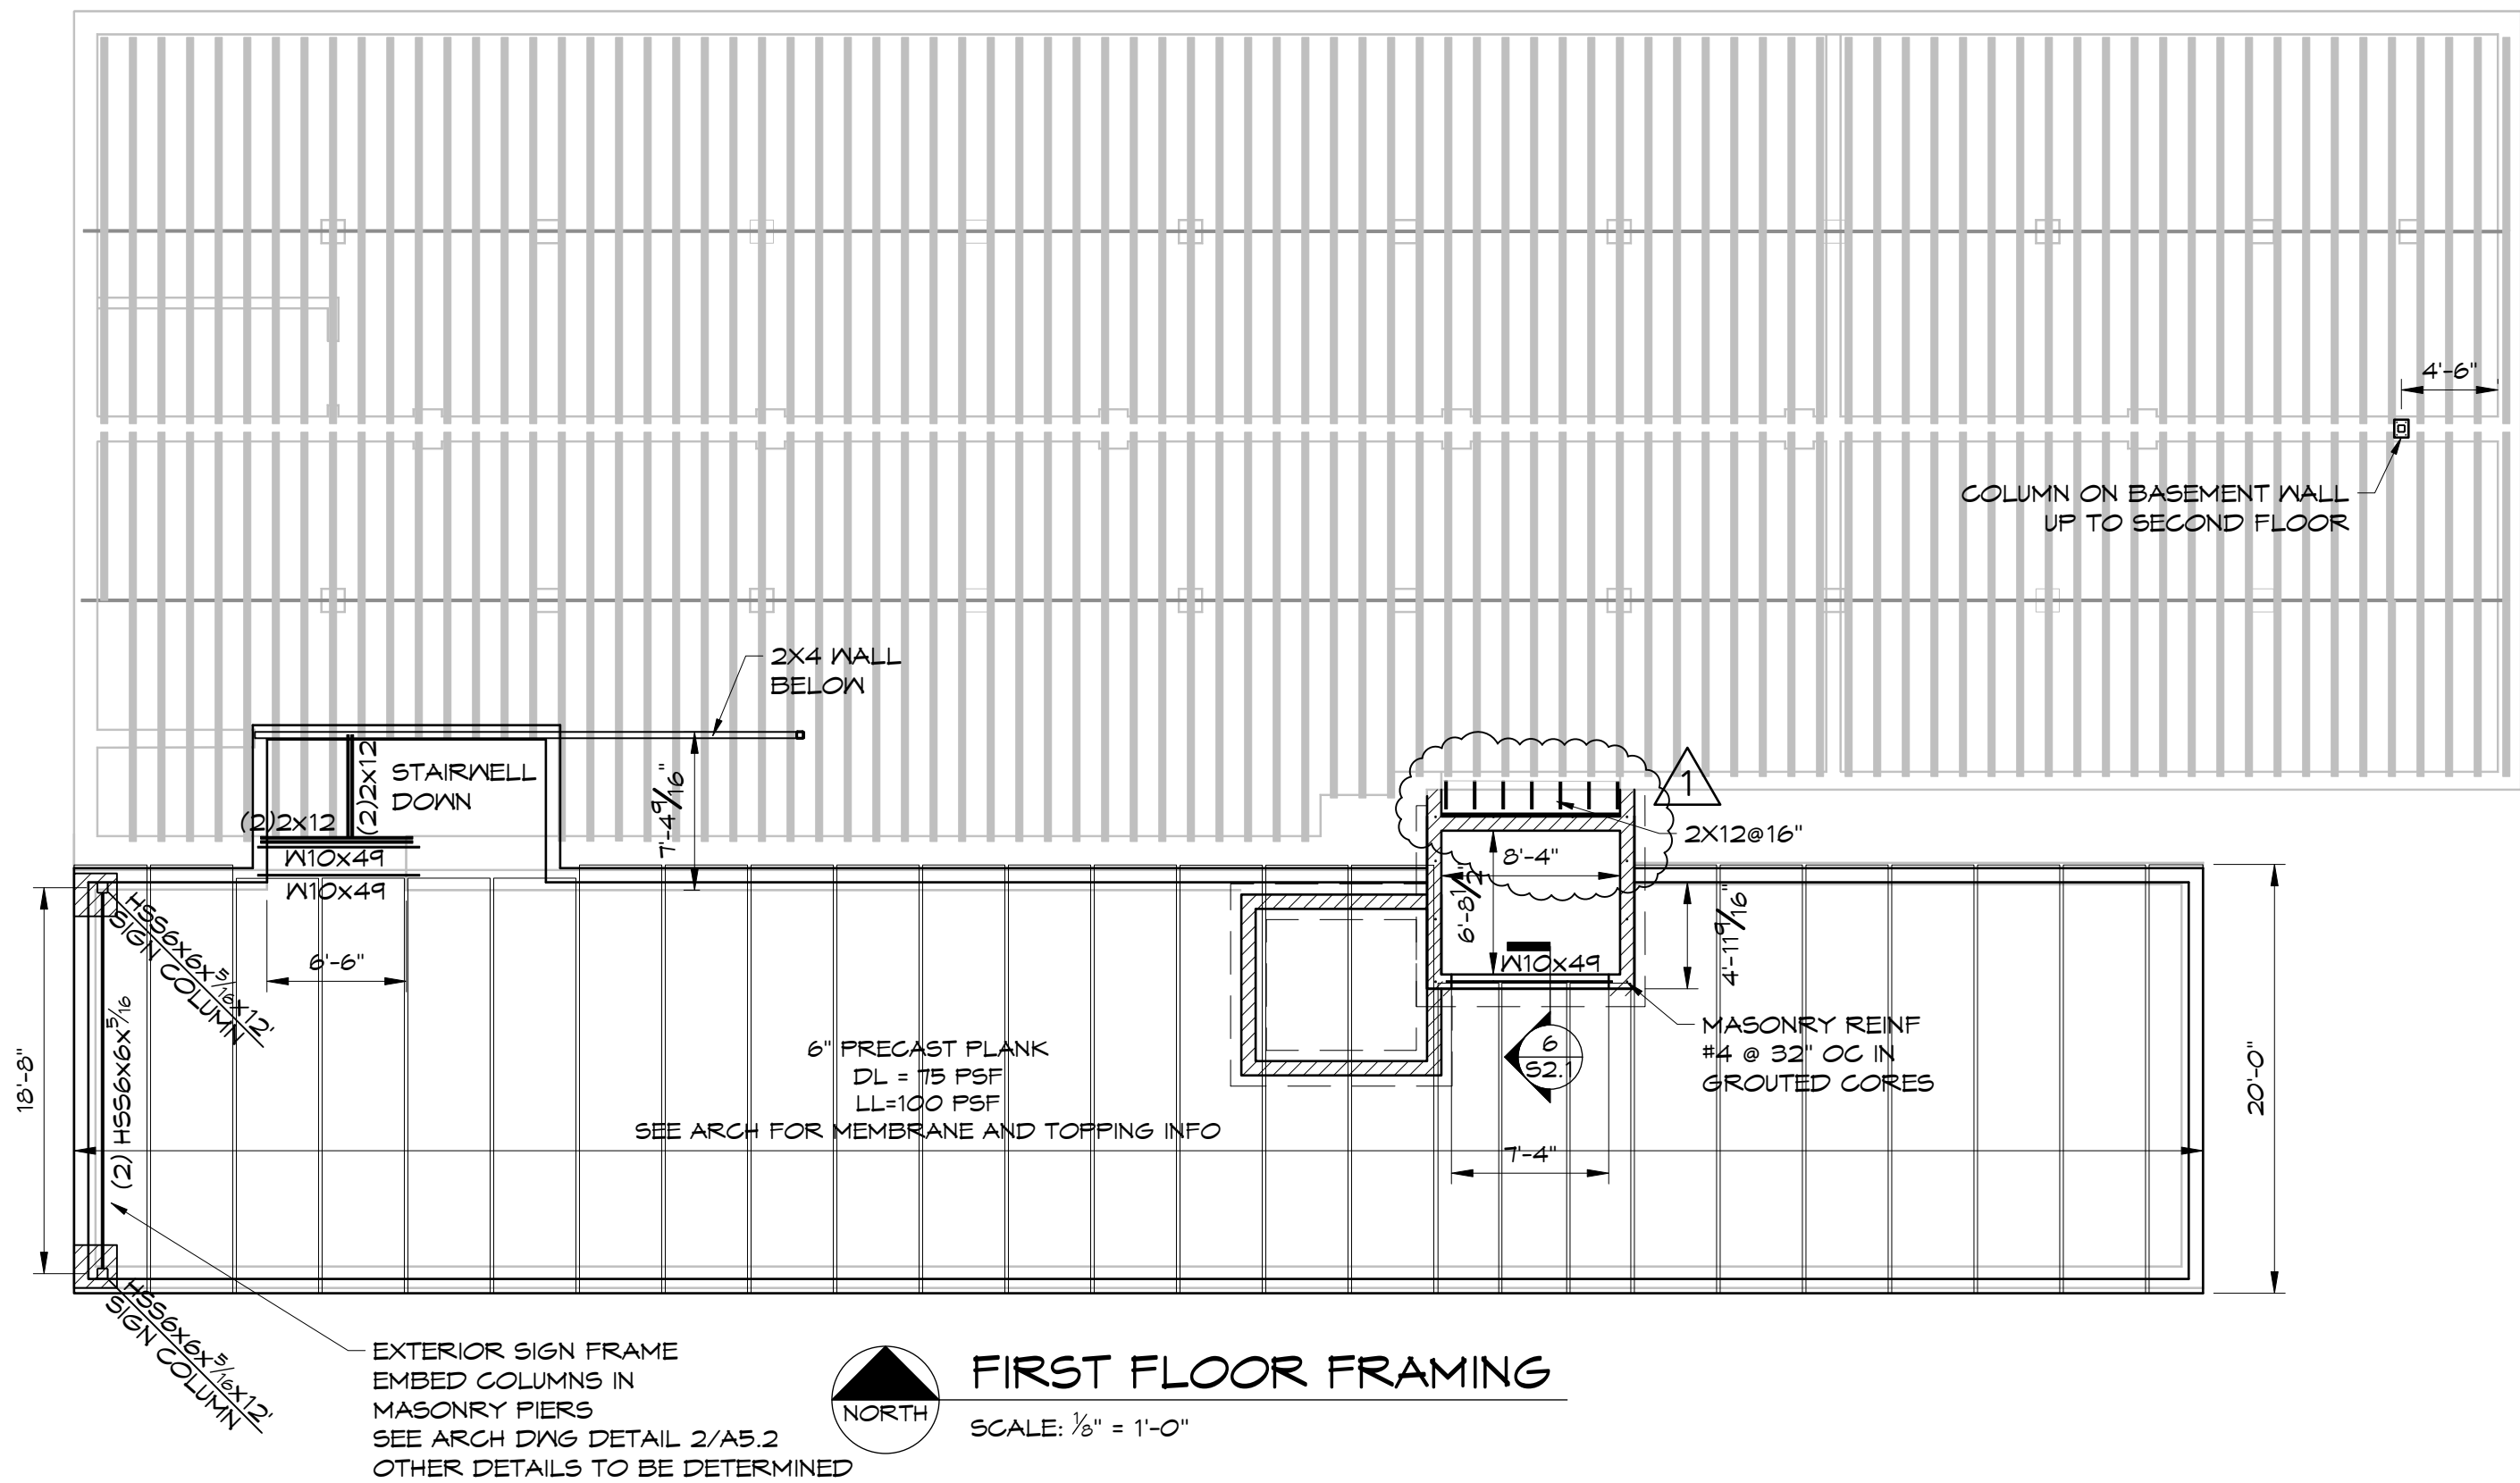 4'-6"
COLUMN ON BASEMENT WALL
UP TO SECOND FLOOR
2X4 WALL
BELOW
STAIRWELL
DOWN
(2)2x12
(2)2x12
W10x49
W10x49
7'-4 9/16"
6'-6"
HSS6x6x5/16x12'
SIGN COLUMN
18'-8"
(2) HSS6x6x5/16
1
2X12@16"
8'-4"
6'-8 1/2"
W10x49
4'-11 9/16"
MASONRY REINF
#4 @ 32" OC IN
GROUTED CORES
6
S2.1
7'-4"
20'-0"
6" PRECAST PLANK
DL = 75 PSF
LL=100 PSF
SEE ARCH FOR MEMBRANE AND TOPPING INFO
HSS6x6x5/16x12'
SIGN COLUMN
EXTERIOR SIGN FRAME
EMBED COLUMNS IN
MASONRY PIERS
SEE ARCH DWG DETAIL 2/A5.2
OTHER DETAILS TO BE DETERMINED
NORTH
FIRST FLOOR FRAMING
SCALE: 1/8" = 1'-0"